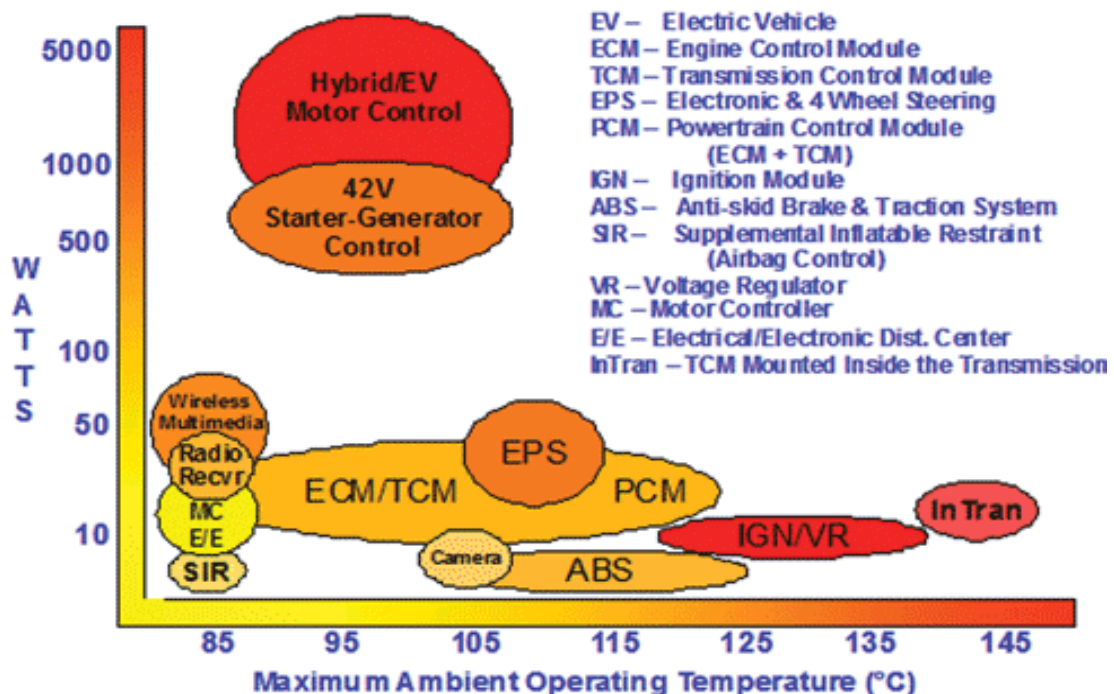 5000
1000
500
100
50
10
WATTS
Hybrid/EV
Motor Control
42V
Starter-Generator
Control
Wireless
Multimedia
Radio
Recvr
MC
E/E
SIR
ECM/TCM
EPS
PCM
Camera
ABS
IGN/VR
In Tran
EV – Electric Vehicle
ECM – Engine Control Module
TCM – Transmission Control Module
EPS – Electronic & 4 Wheel Steering
PCM – Powertrain Control Module
(ECM + TCM)
IGN – Ignition Module
ABS – Anti-skid Brake & Traction System
SIR – Supplemental Inflatable Restraint
(Airbag Control)
VR – Voltage Regulator
MC – Motor Controller
E/E – Electrical/Electronic Dist. Center
InTran – TCM Mounted Inside the Transmission
85 95 105 115 125 135 145
Maximum Ambient Operating Temperature (°C)